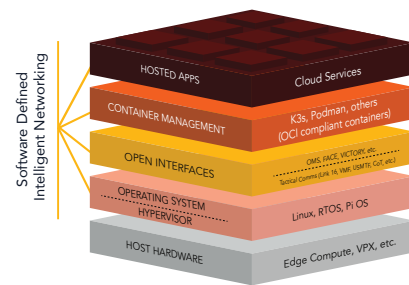 Software Defined
Intelligent Networking
HOSTED APPS
Cloud Services
CONTAINER MANAGEMENT
K3s, Podman, others
(OCI compliant containers)
OPEN INTERFACES
OMS, FACE, VICTORY, etc.
Tactical Comms (Link 16, VMF, USMTF, CoT, etc.)
OPERATING SYSTEM
HYPERVISOR
Linux, RTOS, Pi OS
HOST HARDWARE
Edge Compute, VPX, etc.